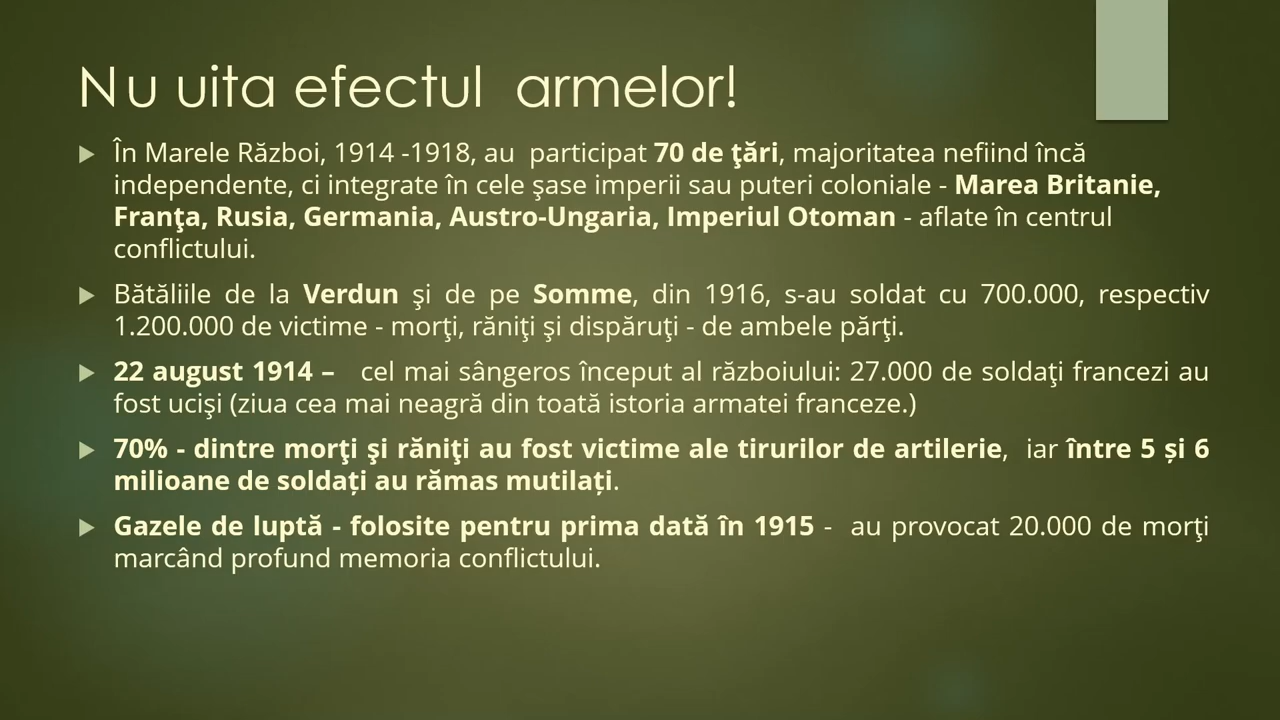 Nu uita efectul  armelor!
În Marele Război, 1914 -1918, au  participat 70 de ţări, majoritatea nefiind încă
independente, ci integrate în cele şase imperii sau puteri coloniale - Marea Britanie,
Franţa, Rusia, Germania, Austro-Ungaria, Imperiul Otoman - aflate în centrul
conflictului.
Bătăliile de la Verdun şi de pe Somme, din 1916, s-au soldat cu 700.000, respectiv
1.200.000 de victime - morţi, răniţi şi dispăruţi - de ambele părţi.
22 august 1914 –  cel mai sângeros început al războiului: 27.000 de soldaţi francezi au
fost ucişi (ziua cea mai neagră din toată istoria armatei franceze.)
70% - dintre morţi şi răniţi au fost victime ale tirurilor de artilerie,  iar între 5 și 6
milioane de soldați au rămas mutilați.
Gazele de luptă - folosite pentru prima dată în 1915 -  au provocat 20.000 de morţi
marcând profund memoria conflictului.